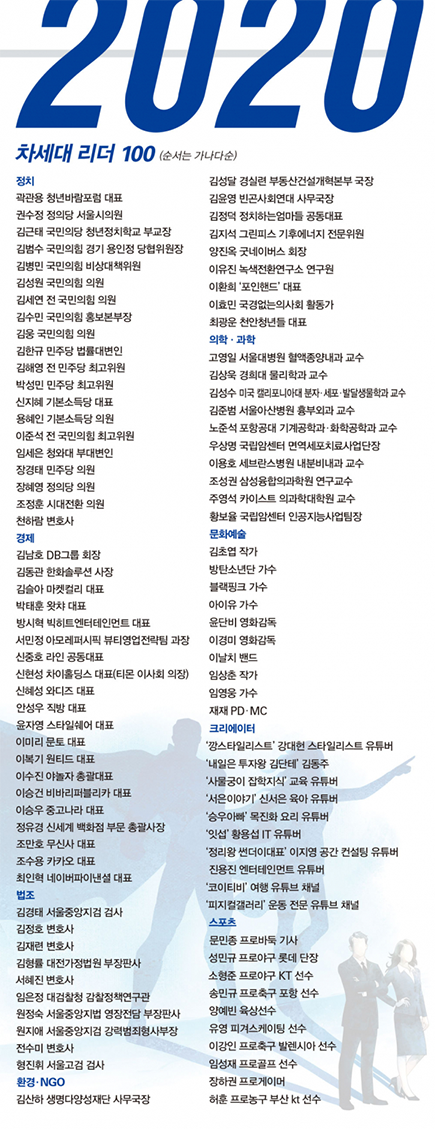 2020
차세대 리더 100 (순서는 가나다순)
정치
곽관용 청년바람포럼 대표
권수정 정의당 서울시의원
김근태 국민의당 청년정치학교 부교장
김범수 국민의힘 경기 용인정 당협위원장
김병민 국민의힘 비상대책위원
김성원 국민의힘 의원
김세연 전 국민의힘 의원
김수민 국민의힘 홍보본부장
김웅 국민의힘 의원
김한규 민주당 법률대변인
김해영 전 민주당 최고위원
박성민 민주당 최고위원
신지혜 기본소득당 대표
용혜인 기본소득당 의원
이준석 전 국민의힘 최고위원
임세은 청와대 부대변인
장경태 민주당 의원
장혜영 정의당 의원
조정훈 시대전환 의원
천하람 변호사
경제
김남호 DB그룹 회장
김동관 한화솔루션 사장
김슬아 마켓컬리 대표
박태훈 왓챠 대표
방시혁 빅히트엔터테인먼트 대표
서민정 아모레퍼시픽 뷰티영업전략팀 과장
신중호 라인 공동대표
신현성 차이홀딩스 대표(티몬 이사회 의장)
신혜성 와디즈 대표
안성우 직방 대표
윤자영 스타일쉐어 대표
이미리 문토 대표
이복기 원티드 대표
이수진 야놀자 총괄대표
이승건 비바리퍼블리카 대표
이승우 중고나라 대표
정유경 신세계 백화점 부문 총괄사장
조만호 무신사 대표
조수용 카카오 대표
최인혁 네이버파이낸셜 대표
법조
김경태 서울중앙지검 검사
김정호 변호사
김재련 변호사
김형률 대전가정법원 부장판사
서혜진 변호사
임은정 대검찰청 감찰정책연구관
원정숙 서울중앙지법 영장전담 부장판사
원지애 서울중앙지검 강력범죄형사부장
전수미 변호사
형진휘 서울고검 검사
환경·NGO
김산하 생명다양성재단 사무국장
김성달 경실련 부동산건설개혁본부 국장
김윤영 빈곤사회연대 사무국장
김정덕 정치하는엄마들 공동대표
김지석 그린피스 기후에너지 전문위원
양진옥 굿네이버스 회장
이유진 녹색전환연구소 연구원
이환희 '포인핸드' 대표
이효민 국경없는의사회 활동가
최광운 천안청년들 대표
의학·과학
고영일 서울대병원 혈액종양내과 교수
김상욱 경희대 물리학과 교수
김성수 미국 캘리포니아대 분자·세포·발달생물학과 교수
김준범 서울아산병원 흉부외과 교수
노준석 포항공대 기계공학과·화학공학과 교수
우상명 국립암센터 면역세포치료사업단장
이용호 세브란스병원 내분비내과 교수
조성권 삼성융합의과학원 연구교수
주영석 카이스트 의과학대학원 교수
황보율 국립암센터 인공지능사업팀장
문화예술
김초엽 작가
방탄소년단 가수
블랙핑크 가수
아이유 가수
윤단비 영화감독
이경미 영화감독
이날치 밴드
임상춘 작가
임영웅 가수
재재 PD·MC
크리에이터
'깡스타일리스트' 강대헌 스타일리스트 유튜버
'내일은 투자왕 김단테' 김동주
'사물궁이 잡학지식' 교육 유튜버
'서은이야기' 신서은 육아 유튜버
'승우아빠' 목진화 요리 유튜버
'잇섭' 황용섭 IT 유튜버
'정리왕 썬더이대표' 이지영 공간 컨설팅 유튜버
진용진 엔터테인먼트 유튜버
'코이티비' 여행 유튜브 채널
'피지컬갤러리' 운동 전문 유튜브 채널
스포츠
문민종 프로바둑 기사
성민규 프로야구 롯데 단장
소형준 프로야구 KT 선수
송민규 프로축구 포항 선수
양예빈 육상선수
유영 피겨스케이팅 선수
이강인 프로축구 발렌시아 선수
임성재 프로골프 선수
장하권 프로게이머
허훈 프로농구 부산 kt 선수